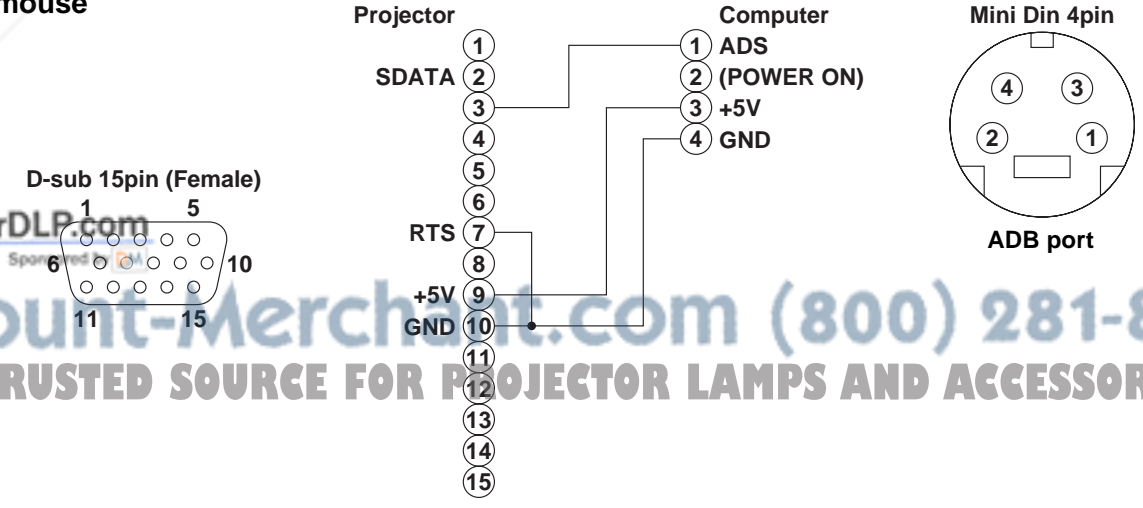 mouse
Projector
Computer
Mini Din 4pin
1
SDATA 2
3
4
5
6
RTS 7
8
+5V 9
GND 10
11
12
13
14
15
1 ADS
2 (POWER ON)
3 +5V
4 GND
4 3
2 1
ADB port
D-sub 15pin (Female)
1 5
6 10
11 15
rDLP.com
Sponsored by DM
ount-Merchant.com (800) 281-8
RUSTED SOURCE FOR PROJECTOR LAMPS AND ACCESSOR